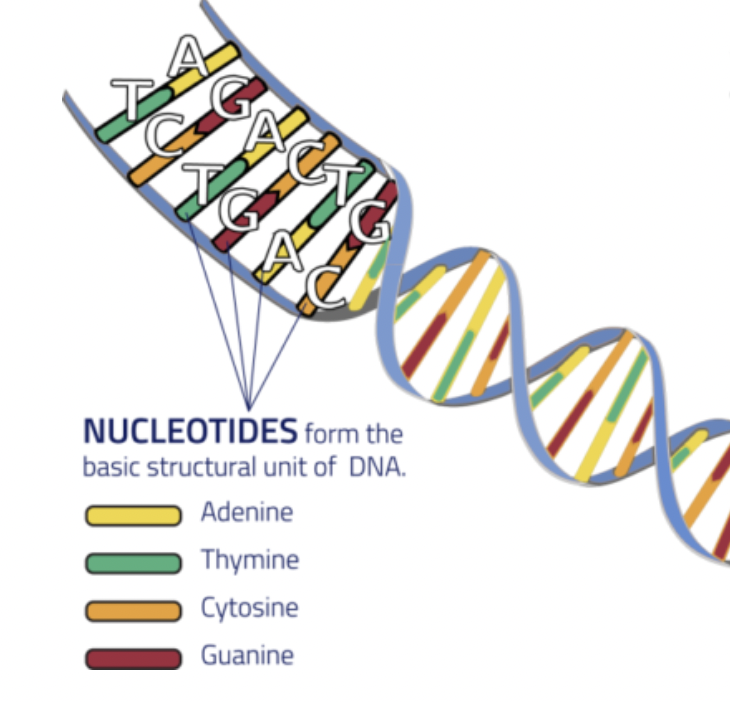 A
T
G
C
A
C
T
T
G
G
A
C
NUCLEOTIDES form the
basic structural unit of DNA.
Adenine
Thymine
Cytosine
Guanine